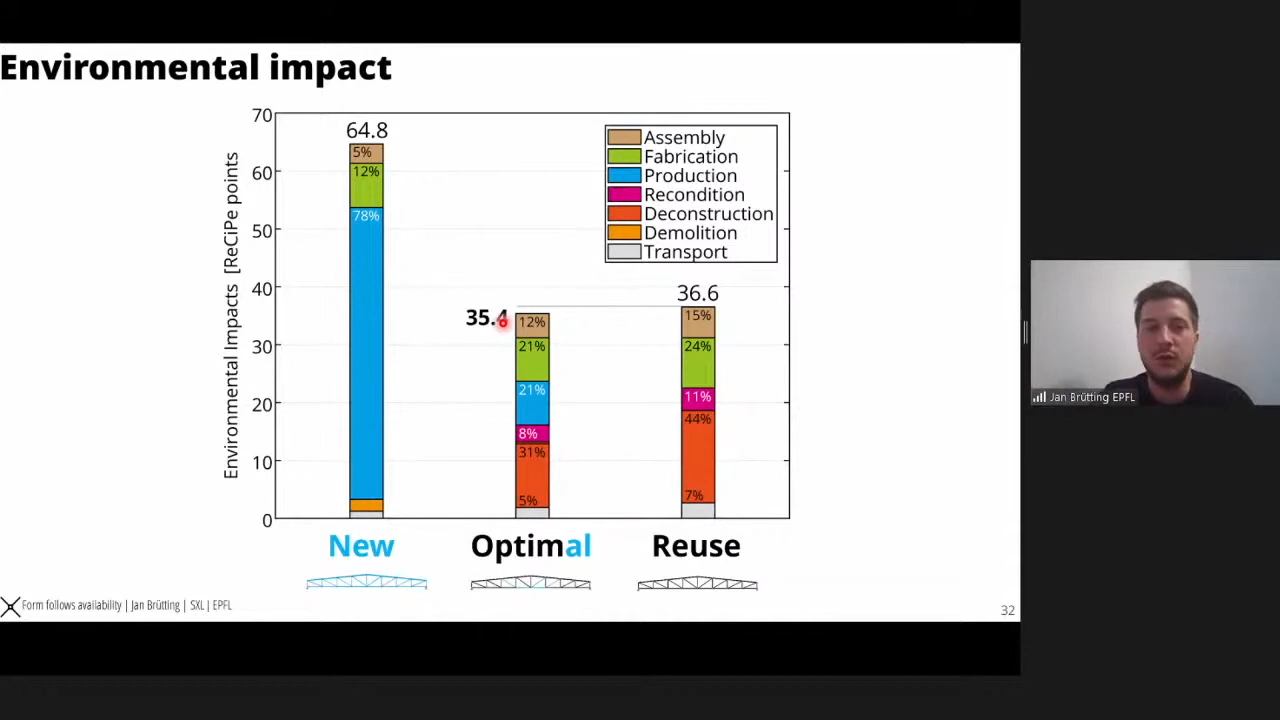 Environmental impact
Environmental Impacts [ReCiPe points
70
60
50
40
30
20
10
0
64.8
5%
12%
78%
35.4
12%
21%
21%
8%
31%
5%
36.6
15%
24%
11%
44%
7%
Assembly
Fabrication
Production
Recondition
Deconstruction
Demolition
Transport
New
Optimal
Reuse
Form follows availability | Jan Brütting | SXL | EPFL
32
Jan Brütting EPFL